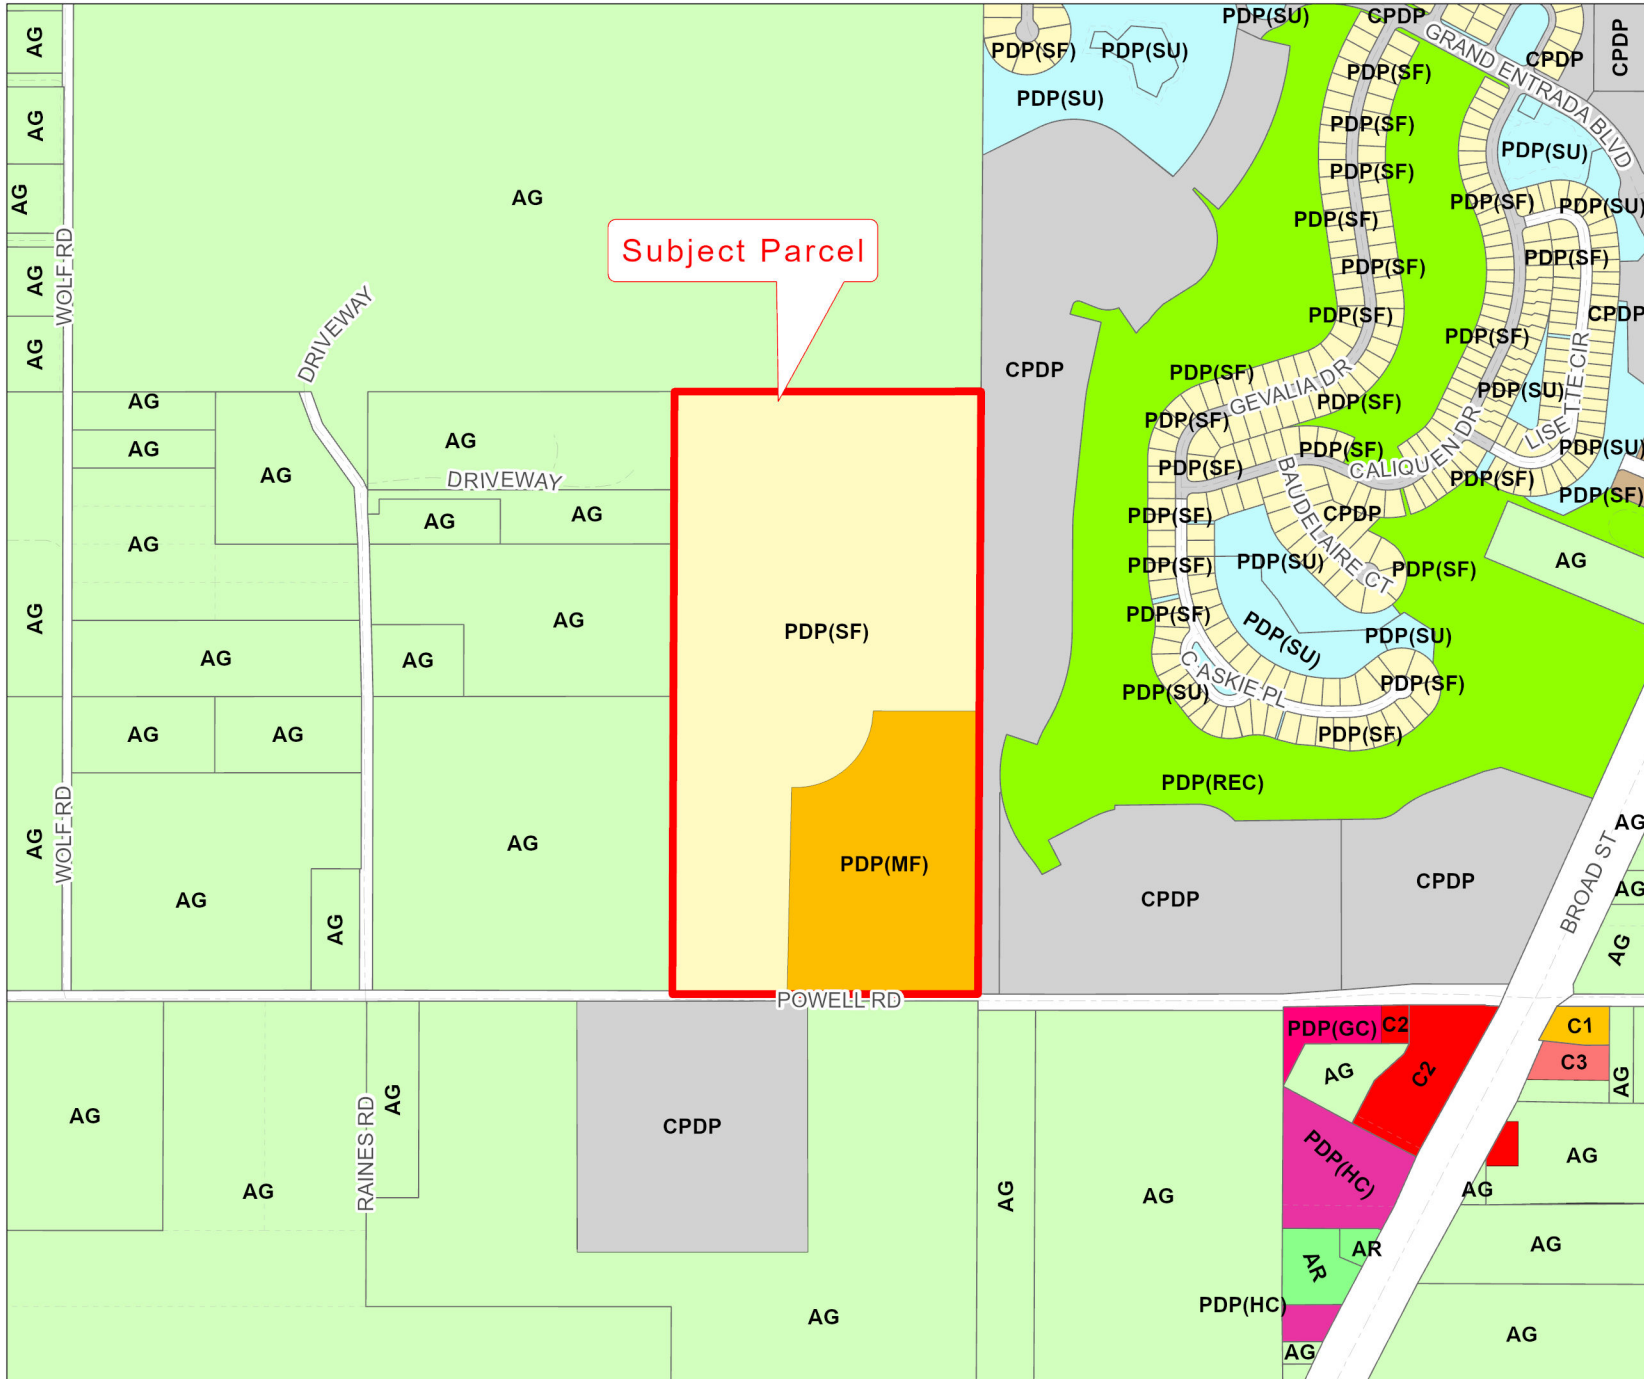 AG
PDP(SU)
CPDP
CPDP
GRAND ENTRADA BLVD
PDP(SF)
PDP(SU)
CPDP
PDP(SF)
PDP(SU)
AG
PDP(SF)
PDP(SU)
AG
AG
PDP(SF)
PDP(SF)
PDP(SU)
PDP(SF)
Subject Parcel
WOLF RD
AG
PDP(SF)
PDP(SF)
DRIVEWAY
PDP(SF)
CPDP
AG
PDP(SF)
CPDP
PDP(SF)
GEVALIA DR
LISETTE CIR
PDP(SU)
AG
PDP(SF)
PDP(SF)
AG
AG
PDP(SF)
CALIQUEN DR
PDP(SU)
AG
DRIVEWAY
PDP(SF)
BAUDELAIRE CT
PDP(SF)
PDP(SF)
AG
AG
PDP(SF)
CPDP
AG
PDP(SF)
PDP(SU)
PDP(SF)
AG
AG
AG
PDP(SF)
PDP(SF)
PDP(SU)
PDP(SU)
AG
AG
CASKIE PL
PDP(SU)
PDP(SF)
AG
AG
PDP(SF)
WOLF RD
PDP(REC)
AG
AG
PDP(MF)
AG
BROAD ST
AG
AG
CPDP
CPDP
AG
AG
POWELL RD
PDP(GC)
C2
C1
AG
C2
C3
AG
AG
AG
RAINES RD
CPDP
PDP(HC)
AG
AG
AG
AG
AG
AR
AR
AG
PDP(HC)
AG
AG
AG